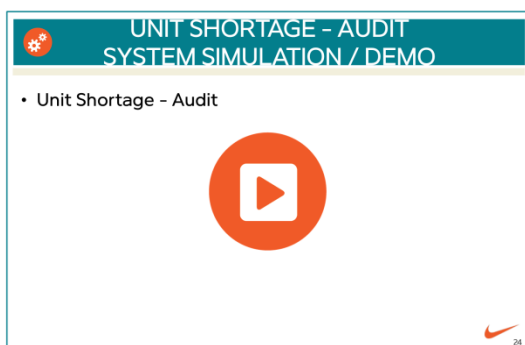 UNIT SHORTAGE – AUDIT
SYSTEM SIMULATION / DEMO
• Unit Shortage – Audit
24